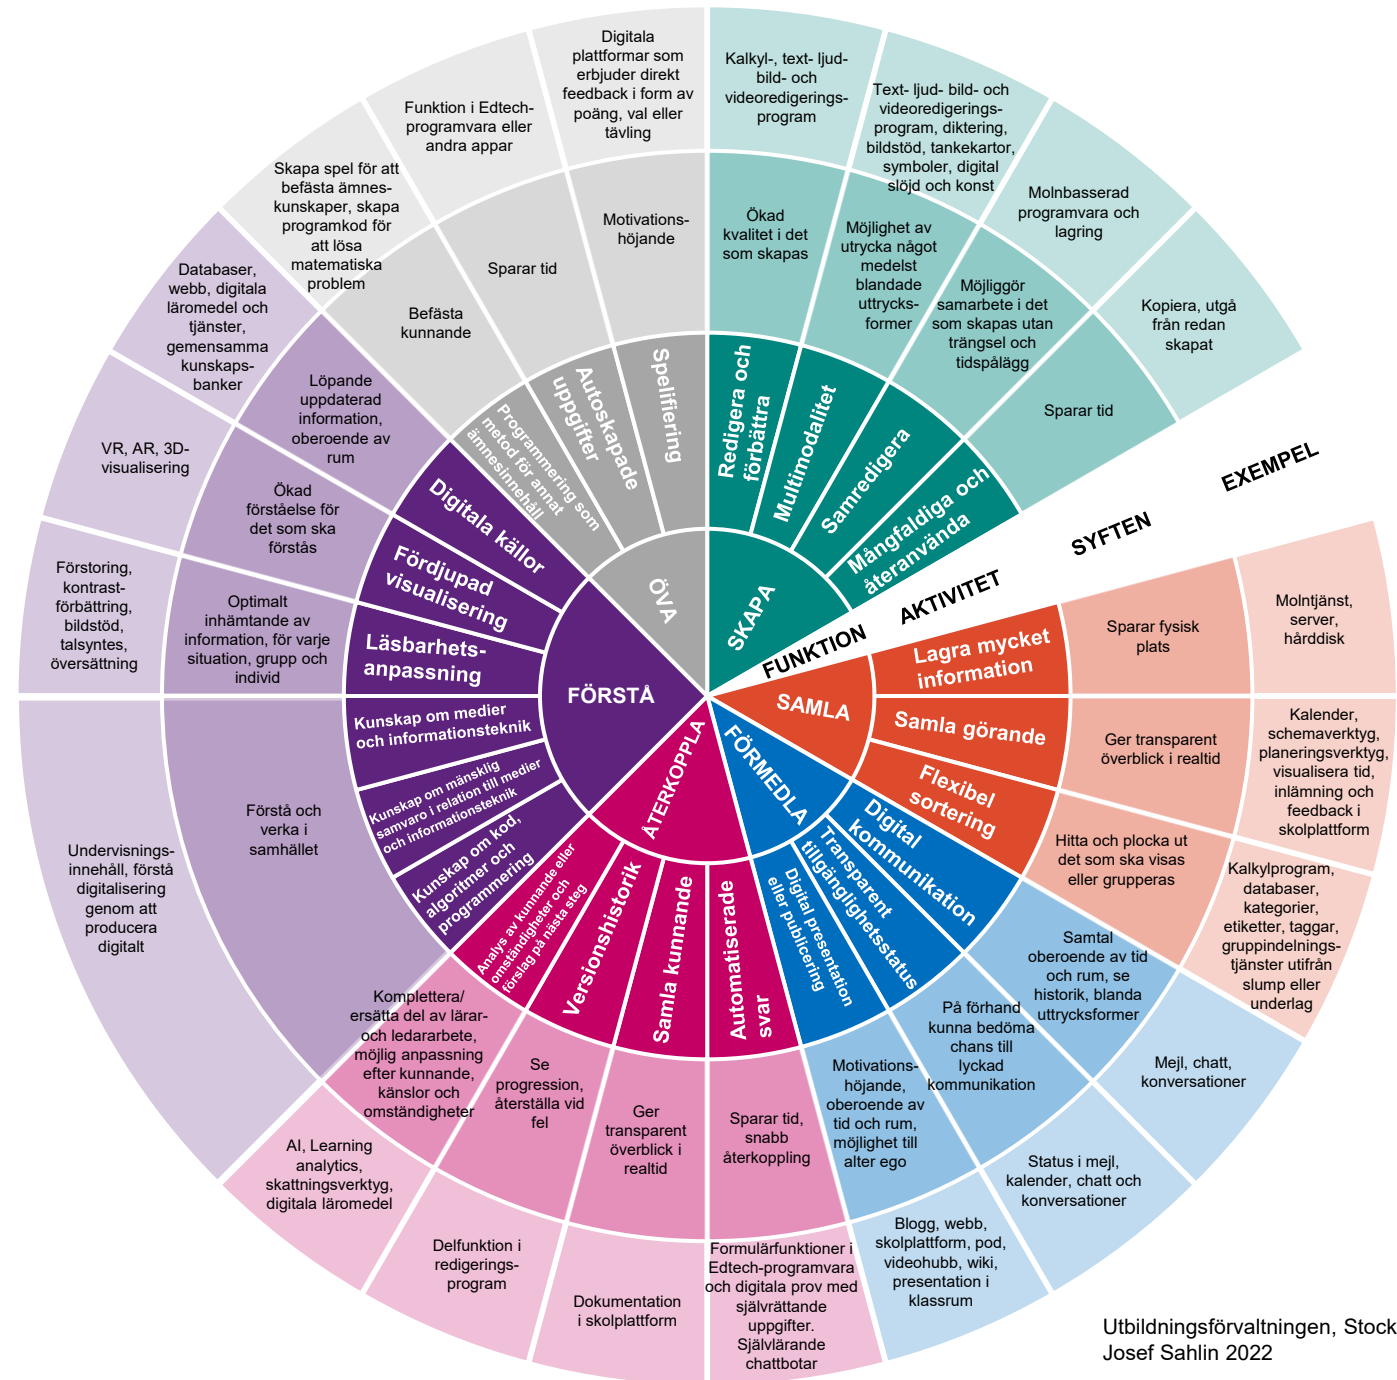 FUNKTION
AKTIVITET
SYFTEN
EXEMPEL
SKAPA
Redigera och
förbättra
Ökad
kvalitet i det
som skapas
Kalkyl-, text- ljud-
bild- och
videoredigerings-
program
Multimodalitet
Möjlighet av
utrycka något
medelst
blandade
uttrycks-
former
Text- ljud- bild- och
videoredigerings-
program, diktering,
bildstöd, tankekartor,
symboler, digital
slöjd och konst
Samredigera
Möjliggör
samarbete i det
som skapas utan
trängsel och
tidspålägg
Molnbasserad
programvara och
lagring
Mångfaldiga och
återanvända
Sparar tid
Kopiera, utgå
från redan
skapat
SAMLA
Lagra mycket
information
Sparar fysisk
plats
Molntjänst,
server,
hårddisk
Samla görande
Ger transparent
överblick i realtid
Kalender,
schemaverktyg,
planeringsverktyg,
visualisera tid,
inlämning och
feedback i
skolplattform
Flexibel
sortering
Hitta och plocka ut
det som ska visas
eller grupperas
Kalkylprogram,
databaser,
kategorier,
etiketter, taggar,
gruppindelnings-
tjänster utifrån
slump eller
underlag
FÖRMEDLA
Digital
kommunikation
Samtal
oberoende av tid
och rum, se
historik, blanda
uttrycksformer
Mejl, chatt,
konversationer
Transparent
tillgänglighetsstatus
På förhand
kunna bedöma
chans till
lyckad
kommunikation
Status i mejl,
kalender, chatt och
konversationer
Digital presentation
eller publicering
Motivations-
höjande,
oberoende av
tid och rum,
möjlighet till
alter ego
Blogg, webb,
skolplattform, pod,
videohubb, wiki,
presentation i
klassrum
ÅTERKOPPLA
Automatiserade
svar
Sparar tid,
snabb
återkoppling
Formulärfunktioner i
Edtech-programvara
och digitala prov med
självrättande
uppgifter.
Självlärande
chattbotar
Samla kunnande
Ger
transparent
överblick i
realtid
Dokumentation
i skolplattform
Versionshistorik
Se
progression,
återställa vid
fel
Delfunktion i
redigerings-
program
Analys av kunnande eller
omständigheter och
förslag på nästa steg
Komplettera/
ersätta del av lärar-
och ledararbete,
möjlig anpassning
efter kunnande,
känslor och
omständigheter
AI, Learning
analytics,
skattningsverktyg,
digitala läromedel
FÖRSTÅ
Kunskap om kod,
algoritmer och
programmering
Kunskap om mänsklig
samvaro i relation till medier
och informationsteknik
Kunskap om medier
och informationsteknik
Förstå och
verka i
samhället
Undervisnings-
innehåll, förstå
digitalisering
genom att
producera
digitalt
Läsbarhets-
anpassning
Optimalt
inhämtande av
information, för varje
situation, grupp och
individ
Förstoring,
kontrast-
förbättring,
bildstöd,
talsyntes,
översättning
Fördjupad
visualisering
Ökad
förståelse för
det som ska
förstås
VR, AR, 3D-
visualisering
Digitala källor
Löpande
uppdaterad
information,
oberoende av
rum
Databaser,
webb, digitala
läromedel och
tjänster,
gemensamma
kunskaps-
banker
ÖVA
Programmering som
metod för annat
ämnesinnehåll
Befästa
kunnande
Skapa spel för att
befästa ämnes-
kunskaper, skapa
programkod för
att lösa
matematiska
problem
Autoskapade
uppgifter
Sparar tid
Funktion i Edtech-
programvara eller
andra appar
Spelifiering
Motivations-
höjande
Digitala
plattformar som
erbjuder direkt
feedback i form av
poäng, val eller
tävling
Utbildningsförvaltningen, Stock
Josef Sahlin 2022